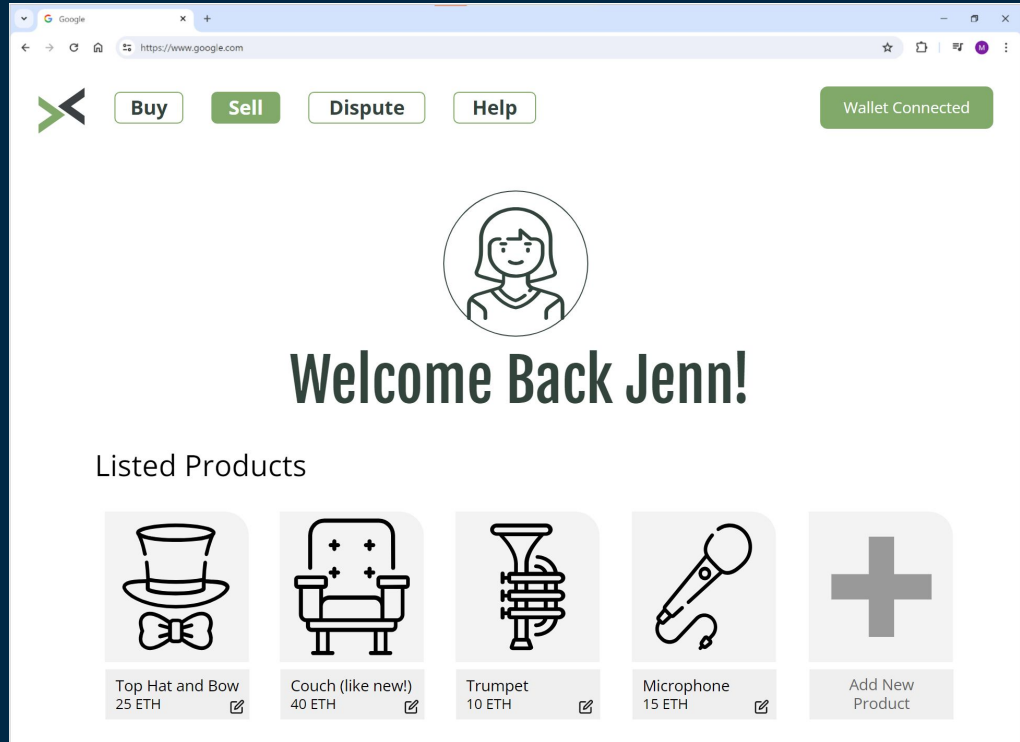 Google
https://www.google.com
M
Buy
Sell
Dispute
Help
Wallet Connected
Welcome Back Jenn!
Listed Products
Top Hat and Bow
25 ETH
Couch (like new!)
40 ETH
Trumpet
10 ETH
Microphone
15 ETH
Add New
Product